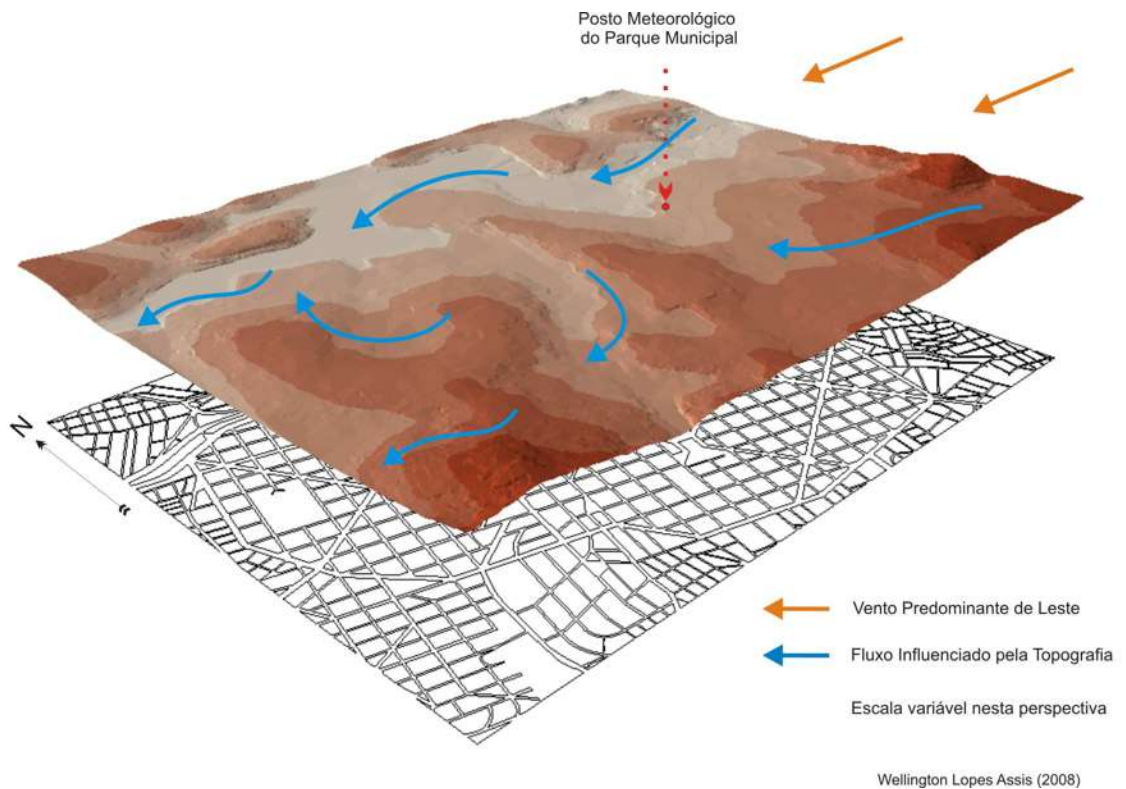 Posto Meteorológico
do Parque Municipal
N
Vento Predominante de Leste
Fluxo Influenciado pela Topografia
Escala variável nesta perspectiva
Wellington Lopes Assis (2008)